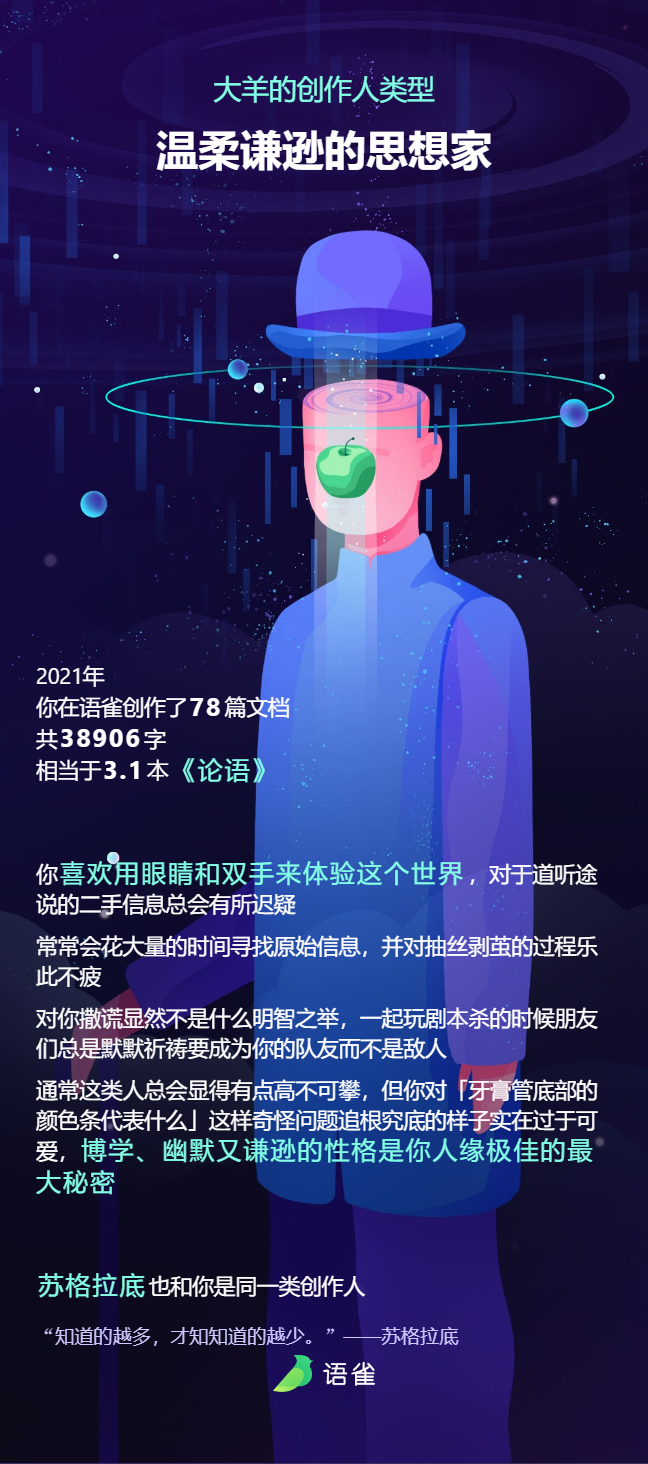 大羊的创作人类型
温柔谦逊的思想家
2021年
你在语雀创作了78篇文档
共38906字
相当于3.1本《论语》
你喜欢用眼睛和双手来体验这个世界，对于道听途
说的二手信息总会有所迟疑
常常会花大量的时间寻找原始信息，并对抽丝剥茧的过程乐
此不疲
对你撒谎显然不是什么明智之举，一起玩剧本杀的时候朋友
们总是默默祈祷要成为你的队友而不是敌人
通常这类人总会显得有点高不可攀，但你对「牙膏管底部的
颜色条代表什么」这样奇怪问题追根究底的样子实在过于可
爱，博学、幽默又谦逊的性格是你人缘极佳的最
大秘密
苏格拉底也和你是同一类创作人
“知道的越多，才知知道的越少。”——苏格拉底
语雀